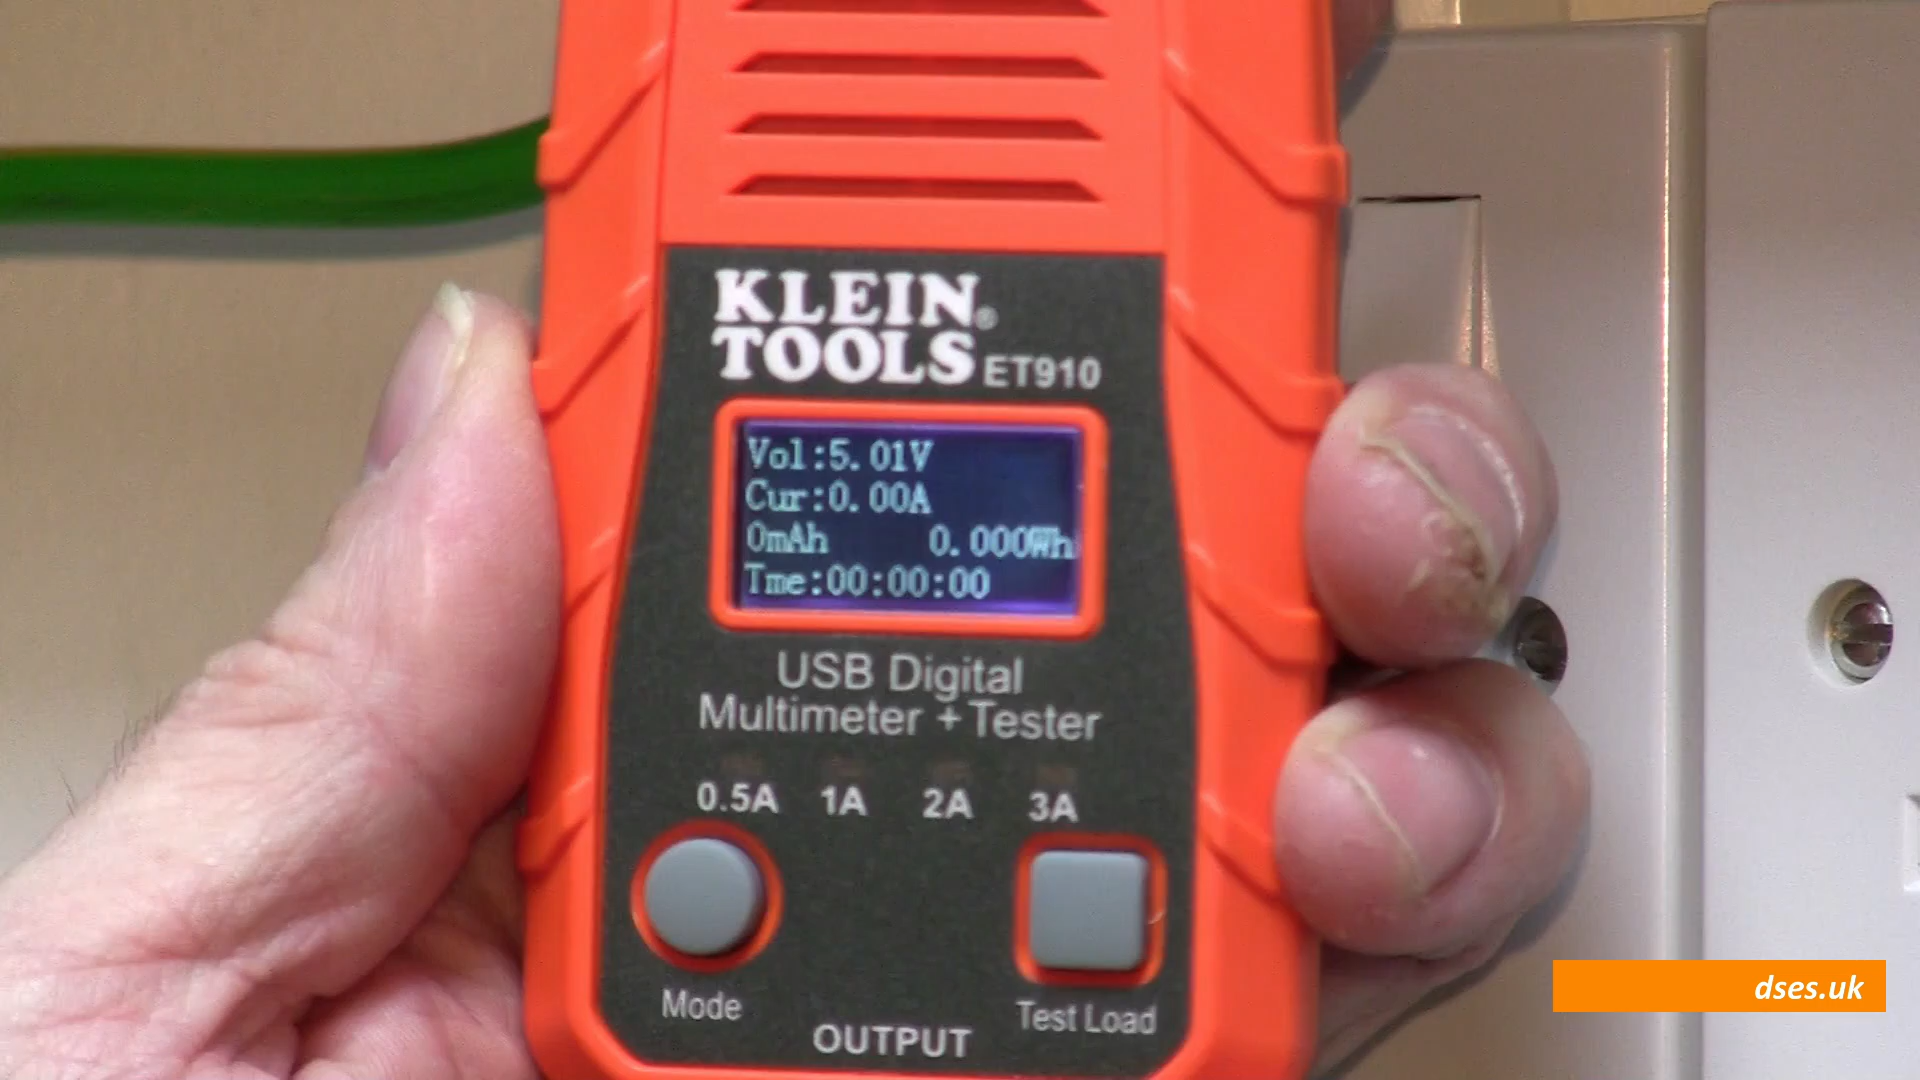 KLEIN
TOOLS® ET910
Vol:5.01V
Cur:0.00A
0mAh 0.000Wh
Tme:00:00:00
USB Digital
Multimeter + Tester
0.5A 1A 2A 3A
Mode
Test Load
OUTPUT
dses.uk